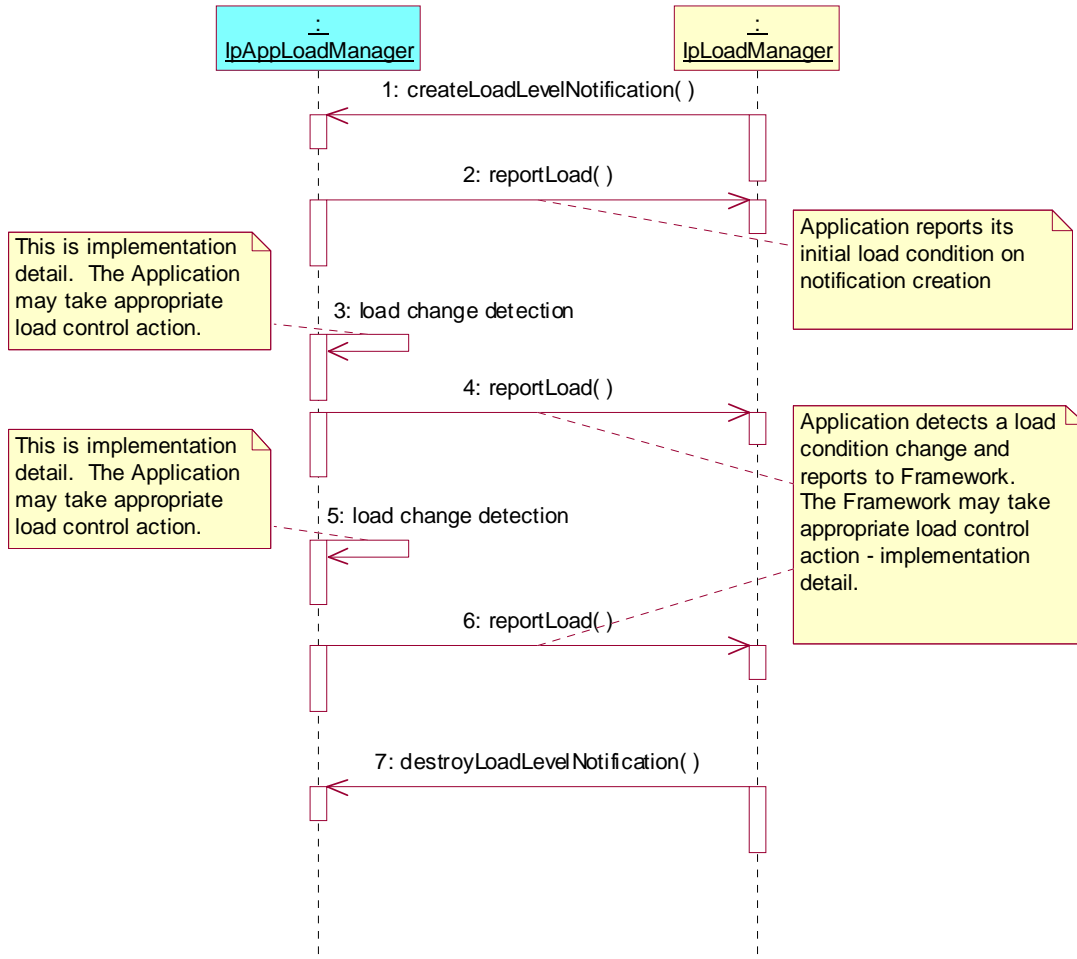 :
IpAppLoadManager
:
IpLoadManager
1: createLoadLevelNotification( )
2: reportLoad( )
Application reports its
initial load condition on
notification creation
This is implementation
detail.  The Application
may take appropriate
load control action.
3: load change detection
4: reportLoad( )
Application detects a load
condition change and
reports to Framework.
The Framework may take
appropriate load control
action - implementation
detail.
This is implementation
detail.  The Application
may take appropriate
load control action.
5: load change detection
6: reportLoad( )
7: destroyLoadLevelNotification( )